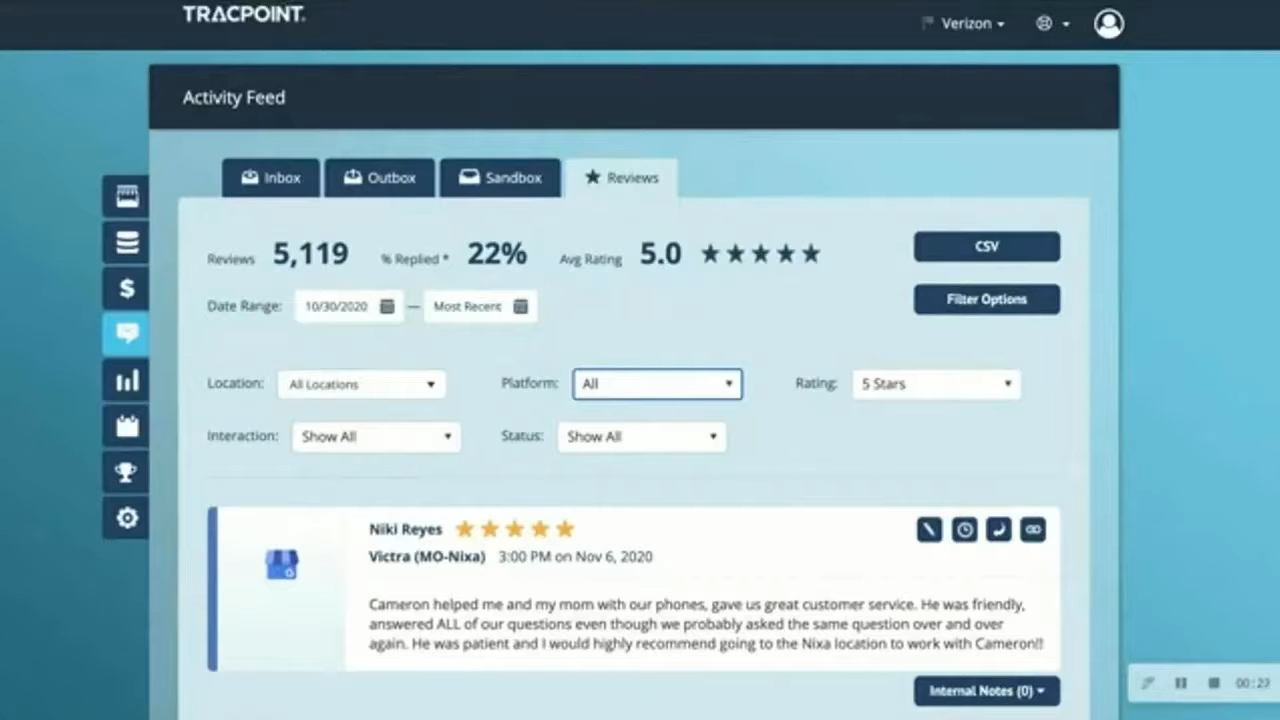 TRACPOINT.
Verizon
Activity Feed
Inbox
Outbox
Sandbox
Reviews
Reviews 5,119 % Replied * 22% Avg Rating 5.0
CSV
Date Range: 10/30/2020 — Most Recent
Filter Options
Location: All Locations Platform: All Rating: 5 Stars
Interaction: Show All Status: Show All
Niki Reyes
Victra (MO-Nixa) 3:00 PM on Nov 6, 2020
Cameron helped me and my mom with our phones, gave us great customer service. He was friendly,
answered ALL of our questions even though we probably asked the same question over and over
again. He was patient and I would highly recommend going to the Nixa location to work with Cameron!!
Internal Notes (0)